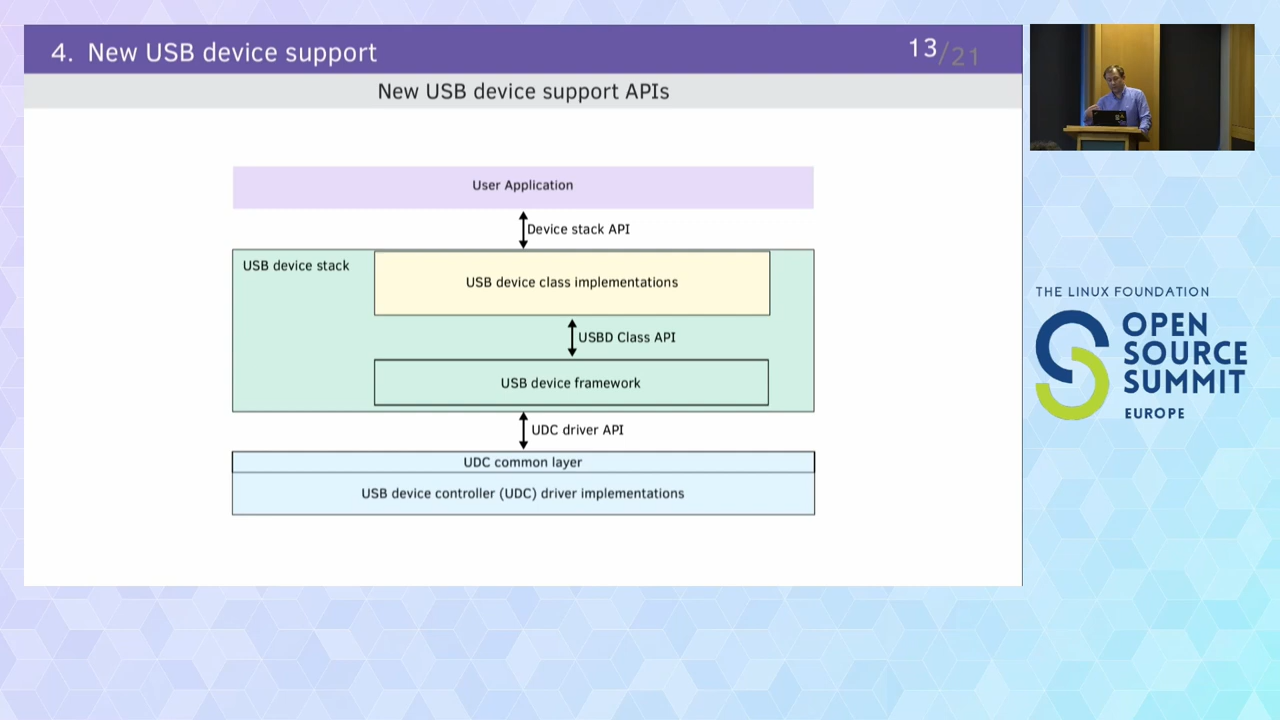 4. New USB device support
13/21
New USB device support APIs
User Application
Device stack API
USB device stack
USB device class implementations
USBD Class API
USB device framework
UDC driver API
UDC common layer
USB device controller (UDC) driver implementations
THE LINUX FOUNDATION
OPEN
SOURCE
SUMMIT
EUROPE